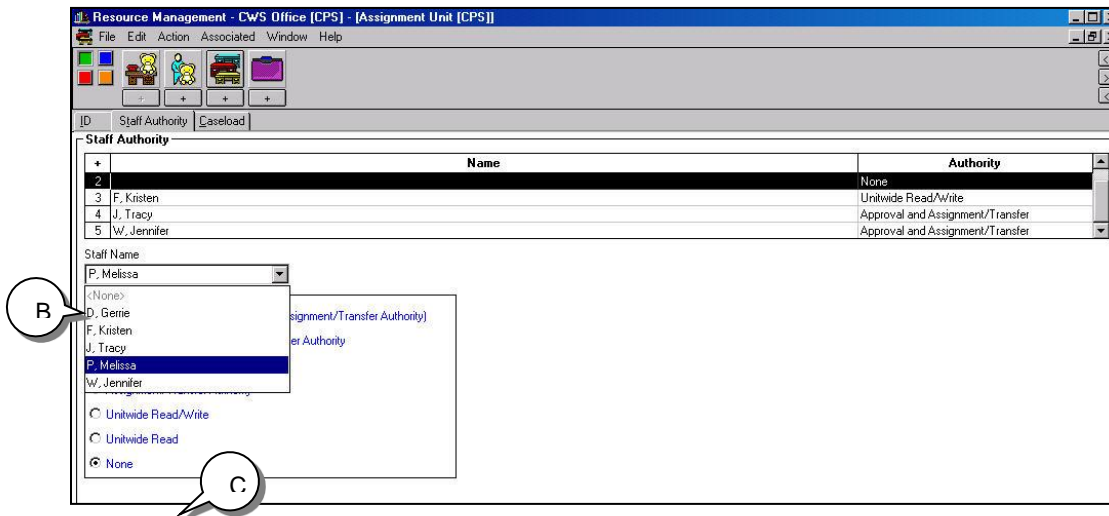 Resource Management - CWS Office [CPS] - [Assignment Unit [CPS]]
File Edit Action Associated Window Help
+ + + +
ID Staff Authority Caseload
Staff Authority
+ Name Authority
2 None
3 F, Kristen Unitwide Read/Write
4 J, Tracy Approval and Assignment/Transfer
5 W, Jennifer Approval and Assignment/Transfer
Staff Name
P, Melissa
<None>
B D, Gerrie signment/Transfer Authority)
F, Kristen
J, Tracy er Authority
P, Melissa
W, Jennifer
Unitwide Read/Write
Unitwide Read
None
C